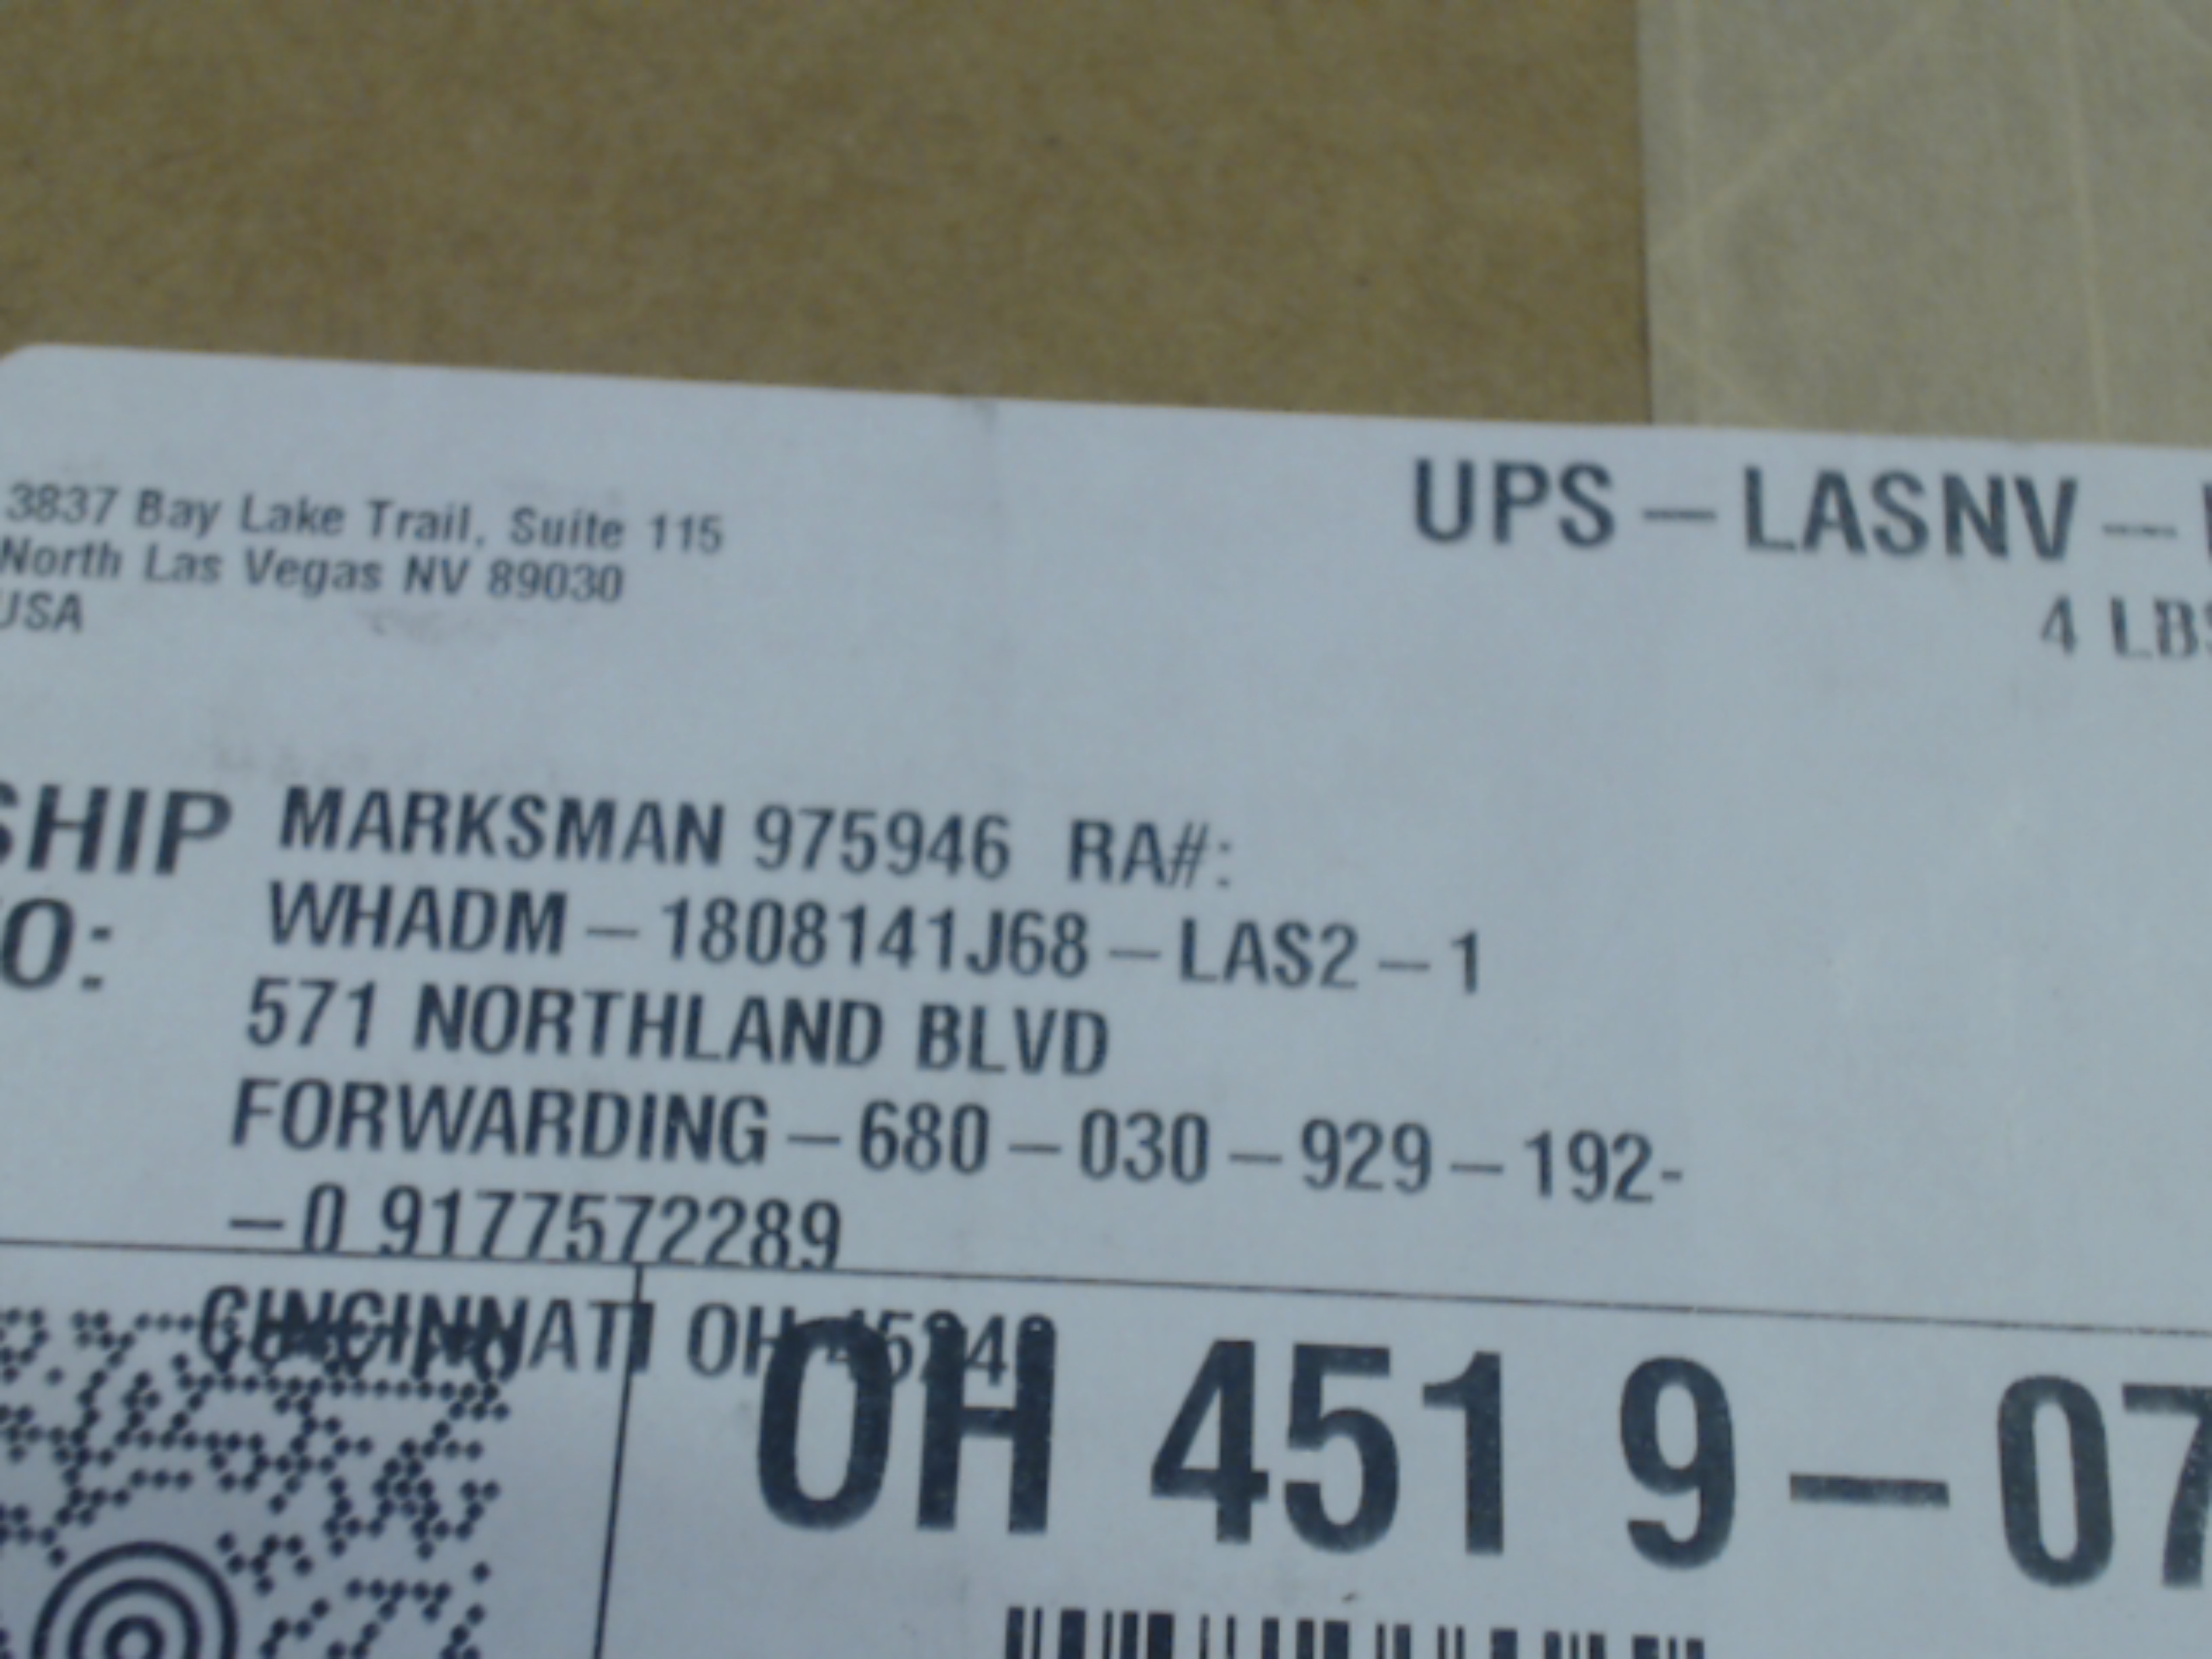 3837 Bay Lake Trail, Suite 115
North Las Vegas NV 89030
USA
UPS – LASNV –
4 LBS
SHIP
TO:
MARKSMAN 975946 RA#:
WHADM – 1808141J68 – LAS2 – 1
571 NORTHLAND BLVD
FORWARDING – 680 – 030 – 929 – 192-
– 0 9177572289
CINCINNATI OH
OH 451 9 – 07